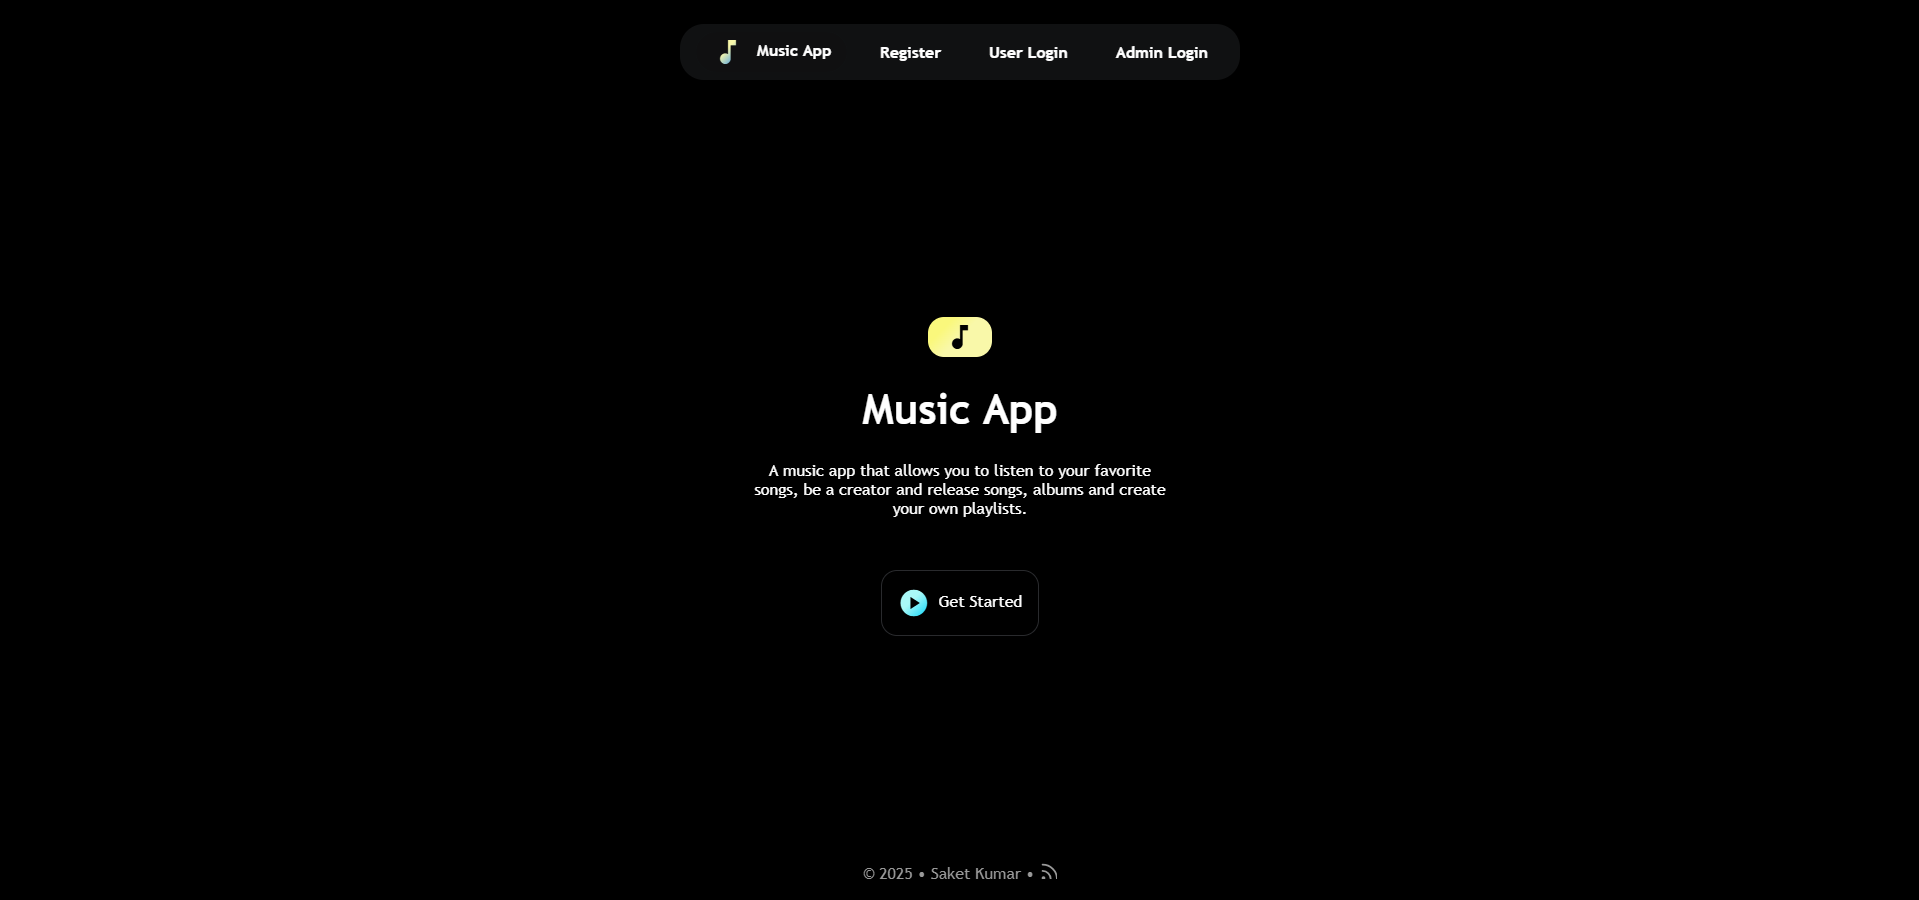 Music App Register User Login Admin Login
Music App
A music app that allows you to listen to your favorite
songs, be a creator and release songs, albums and create
your own playlists.
Get Started
© 2025 • Saket Kumar •